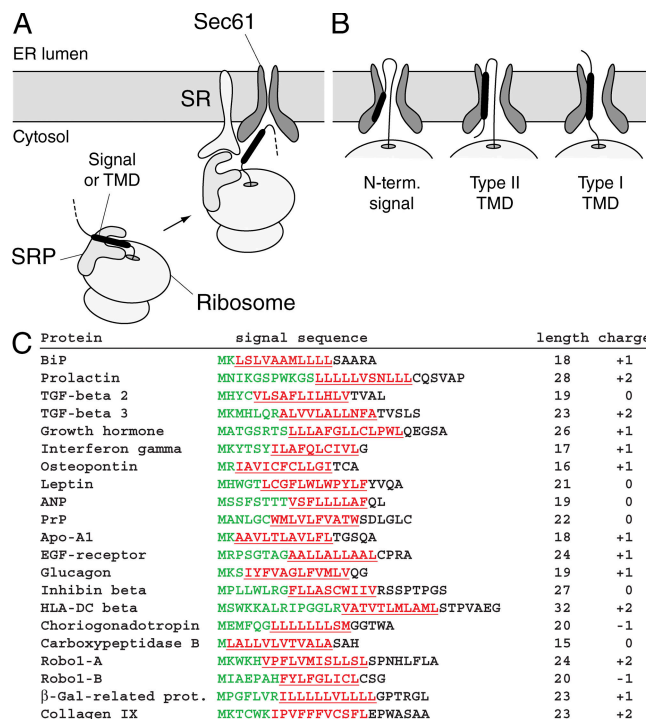 A
B
Sec61
ER lumen
SR
Cytosol
Signal
or TMD
SRP
Ribosome
N-term.
signal
Type II
TMD
Type I
TMD
C
Protein signal sequence length charge
BiP MKLSLVAAMLLLLSAARA 18 +1
Prolactin MNIKGSPWKGSLLLLLVSNLLLCQSVAP 28 +2
TGF-beta 2 MHYCVLSAFLILHLVTVAL 19 0
TGF-beta 3 MKMHLQRALVVLALLNFATVSLS 23 +2
Growth hormone MATGSRTSLLLAFGLLCLPWLQEGSA 26 +1
Interferon gamma MKYTSYILAFQLCIVLG 17 +1
Osteopontin MRIAVICFCLLGITCA 16 +1
Leptin MHWGTLCGFLWLWPYLFYVQA 21 0
ANP MSSFSTTTVSFLLLLAFQL 19 0
PrP MANLGCWMLVLFVATWSDLGLC 22 0
Apo-A1 MKAAVLTLAVLFLTGSQA 18 +1
EGF-receptor MRPSGTAGAALLALLAALCPRA 24 +1
Glucagon MKSIYFVAGLFVMLVQG 19 +1
Inhibin beta MPLLWLRGFLLASCWIIVRSSPTPGS 27 0
HLA-DC beta MSWKKALRIPGGLRVATVTLMLAMLSTPVAEG 32 +2
Choriogonadotropin MEMFQGLLLLLLLSMGGTWA 20 -1
Carboxypeptidase B MLALLVLVTVALASAH 15 0
Robo1-A MKWKHVPFLVMISLLSLSPNHLFLA 24 +2
Robo1-B MIAEPAHFYLFGLICLCSG 20 -1
β-Gal-related prot. MPGFLVRILLLLLVLLLLGPTRGL 23 +1
Collagen IX MKTCWKIPVFFFVCSFLEPWASAA 23 +2